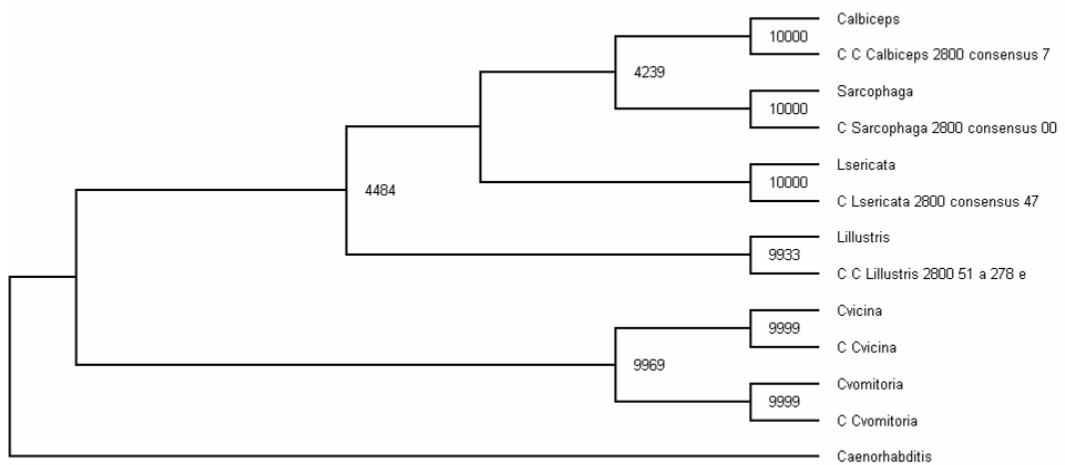 Calbiceps
10000
C C Calbiceps 2800 consensus 7
4239
Sarcophaga
10000
C Sarcophaga 2800 consensus 00
Lsericata
10000
4484
C Lsericata 2800 consensus 47
Lillustris
9933
C C Lillustris 2800 51 a 278 e
Cvicina
9999
C Cvicina
9969
Cvomitoria
9999
C Cvomitoria
Caenorhabditis